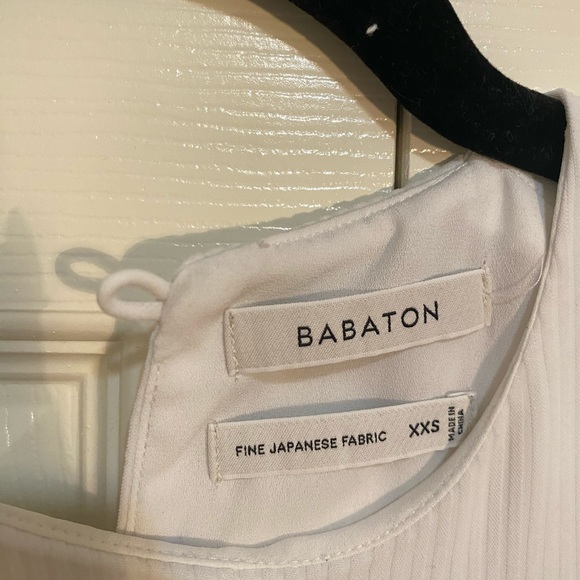 BABATON
FINE JAPANESE FABRIC XXS
MADE IN
CHINA